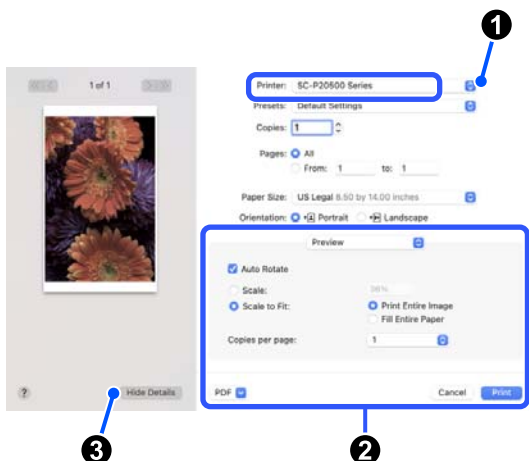 1
1 of 1
Printer: SC-P20500 Series
Presets: Default Settings
Copies: 1
Pages: All
From: 1 to: 1
Paper Size: US Legal 8.50 by 14.00 inches
Orientation: Portrait Landscape
Preview
Auto Rotate
Scale:
Scale to Fit: Print Entire Image
Fill Entire Paper
Copies per page: 1
? Hide Details PDF Cancel Print
3 2